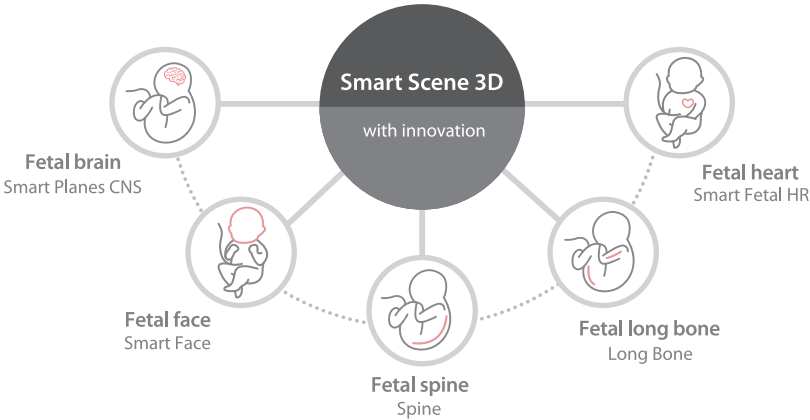 Smart Scene 3D
with innovation
Fetal brain
Smart Planes CNS
Fetal heart
Smart Fetal HR
Fetal face
Smart Face
Fetal long bone
Long Bone
Fetal spine
Spine